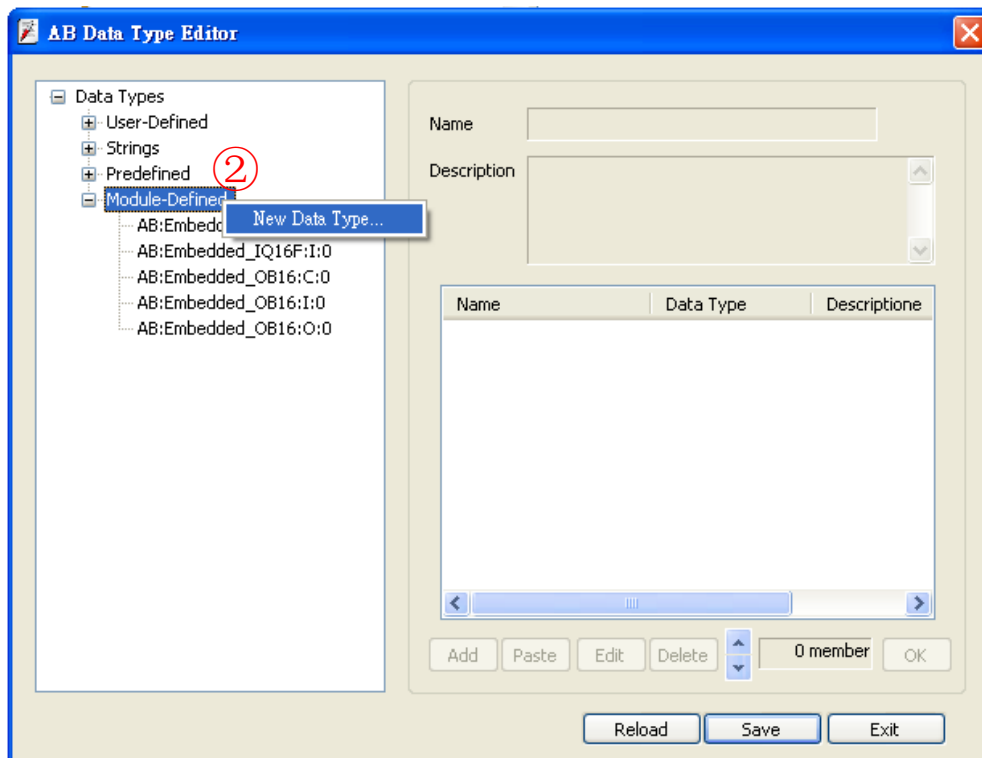 AB Data Type Editor
Data Types
User-Defined
Strings
Predefined
②
Module-Defined
New Data Type...
AB:Embedd
AB:Embedded_IQ16F:I:0
AB:Embedded_OB16:C:0
AB:Embedded_OB16:I:0
AB:Embedded_OB16:O:0
Name
Description
Name Data Type Descriptione
Add Paste Edit Delete 0 member OK
Reload Save Exit